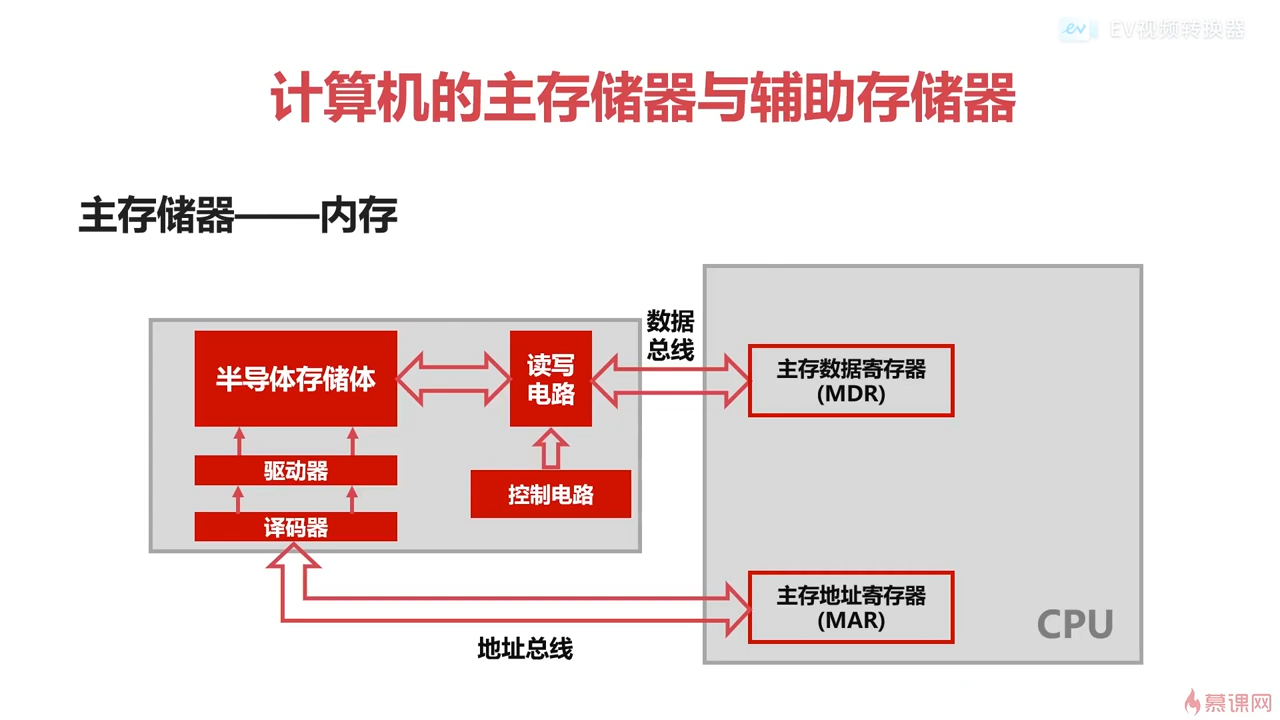 ev EV视频转换器
计算机的主存储器与辅助存储器
主存储器——内存
数据
总线
半导体存储体
读写
电路
主存数据寄存器
(MDR)
驱动器
控制电路
译码器
主存地址寄存器
(MAR)
CPU
地址总线
慕课网